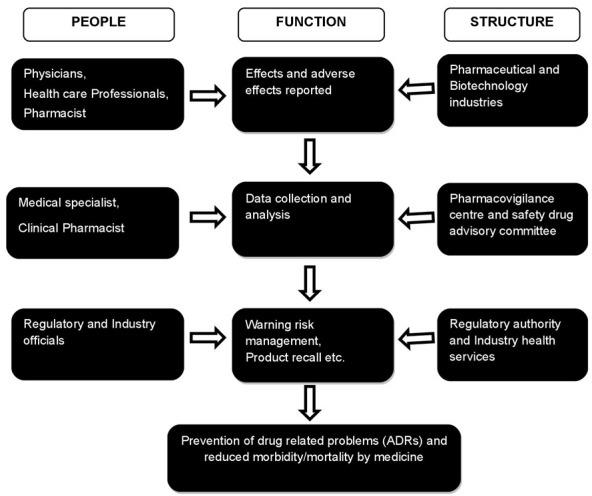 PEOPLE
FUNCTION
STRUCTURE
Physicians,
Health care Professionals,
Pharmacist
Effects and adverse
effects reported
Pharmaceutical and
Biotechnology
industries
Medical specialist,
Clinical Pharmacist
Data collection and
analysis
Pharmacovigilance
centre and safety drug
advisory committee
Regulatory and Industry
officials
Warning risk
management,
Product recall etc.
Regulatory authority
and Industry health
services
Prevention of drug related problems (ADRs) and
reduced morbidity/mortality by medicine